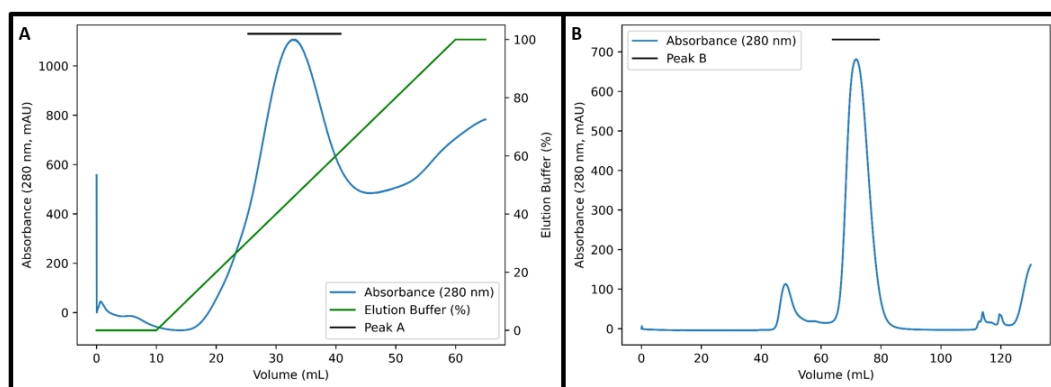 A
Absorbance (280 nm, mAU)
1000
800
600
400
200
0
0
10
20
30
40
50
60
Volume (mL)
100
80
60
40
20
0
Elution Buffer (%)
Absorbance (280 nm)
Elution Buffer (%)
Peak A
B
Absorbance (280 nm, mAU)
700
600
500
400
300
200
100
0
0
20
40
60
80
100
120
Volume (mL)
Absorbance (280 nm)
Peak B